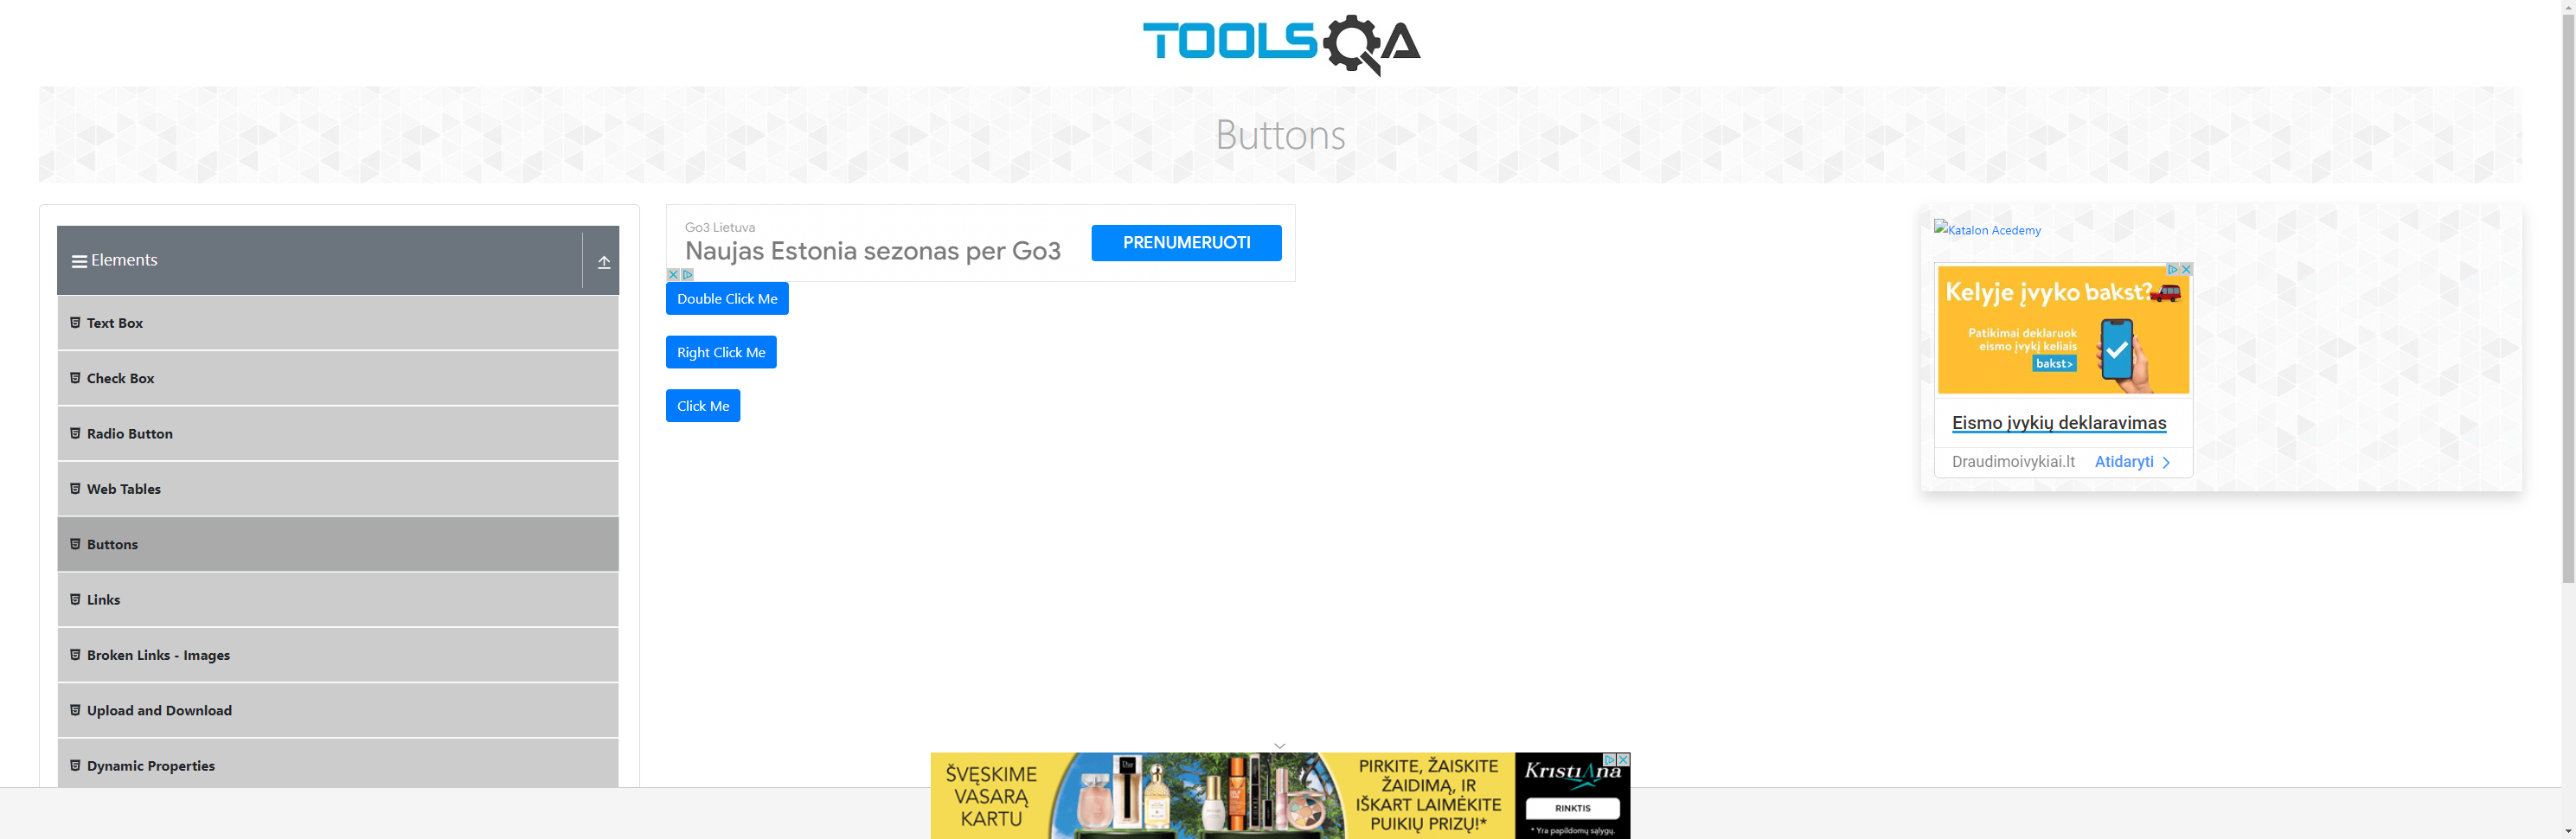 TOOLSQA
Buttons
Elements
Text Box
Check Box
Radio Button
Web Tables
Buttons
Links
Broken Links - Images
Upload and Download
Dynamic Properties
Go3 Lietuva
Naujas Estonia sezonas per Go3
PRENUMERUOTI
Double Click Me
Right Click Me
Click Me
Katalon Acedemy
Kelyje įvyko bakst?
Patikimai deklaruok
eismo įvykį keliais
bakst>
Eismo įvykių deklaravimas
Draudimoivykiai.lt
Atidaryti
ŠVĘSKIME
VASARĄ
KARTU
PIRKITE, ŽAISKITE
ŽAIDIMĄ, IR
IŠKART LAIMĖKITE
PUIKIŲ PRIZŲ!*
Kristiana
RINKTIS
* Yra papildomų sąlygų.